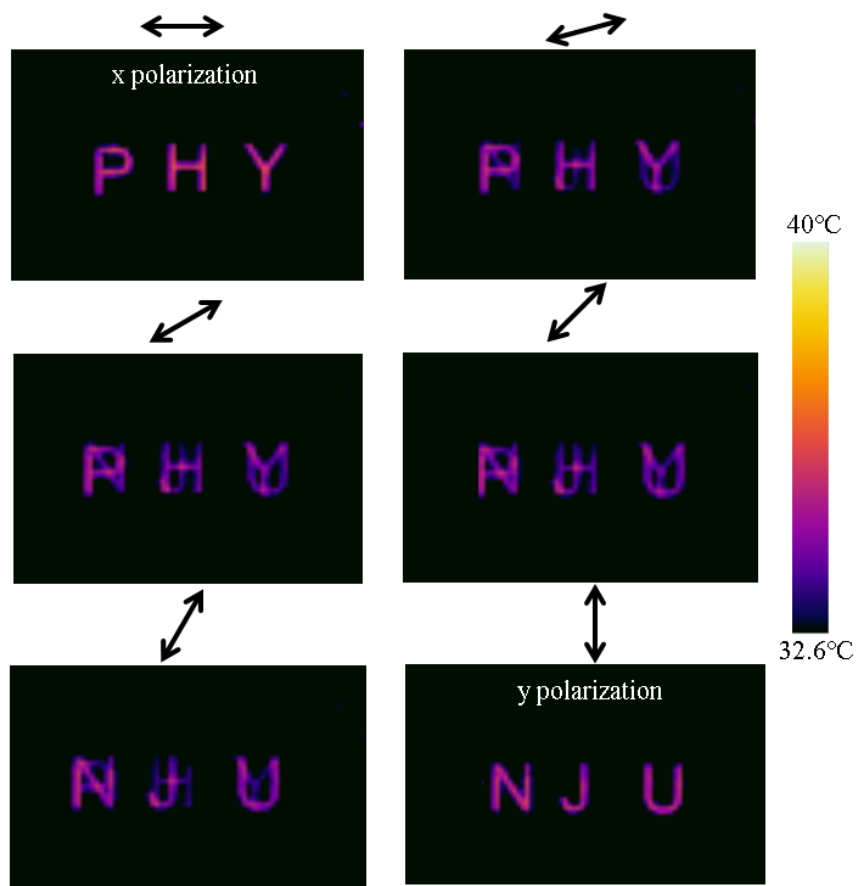 x polarization
P H Y
P H Y
N J U
40°C
P H Y
N J U
P H Y
N J U
32.6°C
P H Y
N J U
y polarization
N J U